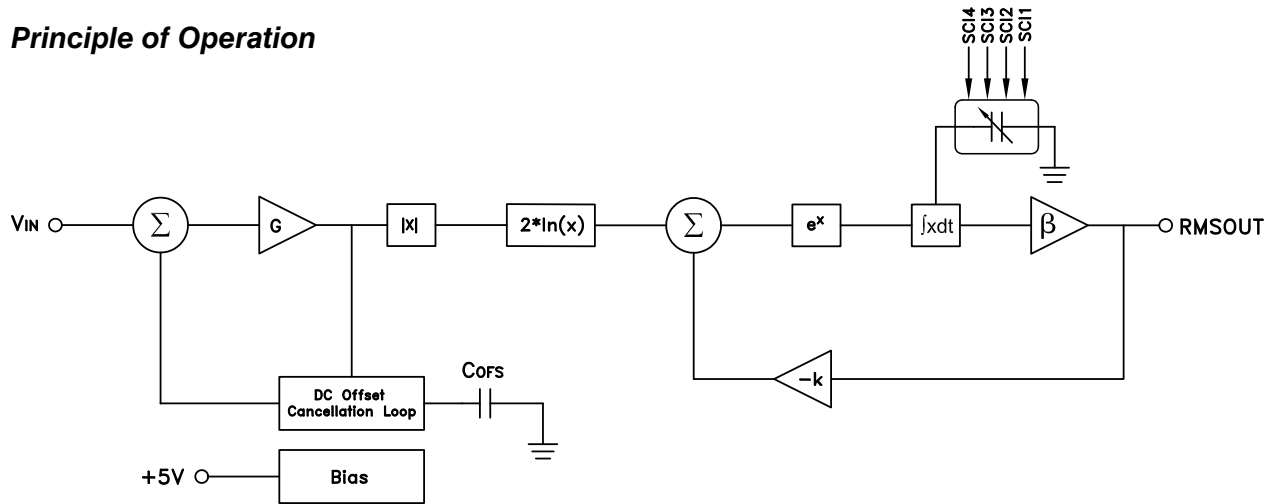 Principle of Operation
SCI4
SCI3
SCI2
SCI1
VIN
Σ
G
|X|
2*ln(x)
Σ
eˣ
∫xdt
β
RMSOUT
-k
DC Offset
Cancellation Loop
COFS
+5V
Bias